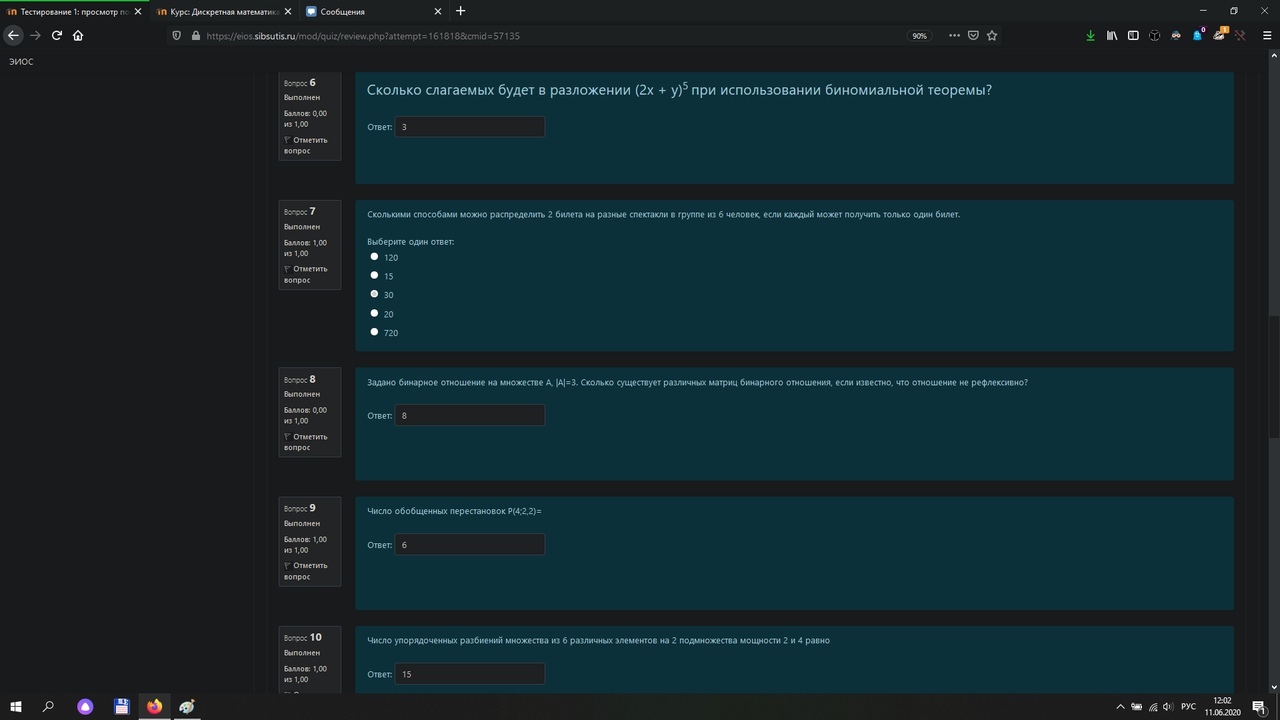 Тестирование 1: просмотр по
Курс: Дискретная математика
Сообщения
https://eios.sibsutis.ru/mod/quiz/review.php?attempt=161818&cmid=57135
90%
ЭИОС
Вопрос 6
Выполнен
Баллов: 0,00
из 1,00
Отметить
вопрос
Сколько слагаемых будет в разложении (2x + y)⁵ при использовании биномиальной теоремы?
Ответ: 3
Вопрос 7
Выполнен
Баллов: 1,00
из 1,00
Отметить
вопрос
Сколькими способами можно распределить 2 билета на разные спектакли в группе из 6 человек, если каждый может получить только один билет.
Выберите один ответ:
120
15
30
20
720
Вопрос 8
Выполнен
Баллов: 0,00
из 1,00
Отметить
вопрос
Задано бинарное отношение на множестве А, |A|=3. Сколько существует различных матриц бинарного отношения, если известно, что отношение не рефлексивно?
Ответ: 8
Вопрос 9
Выполнен
Баллов: 1,00
из 1,00
Отметить
вопрос
Число обобщенных перестановок P(4;2,2)=
Ответ: 6
Вопрос 10
Выполнен
Баллов: 1,00
из 1,00
Число упорядоченных разбиений множества из 6 различных элементов на 2 подмножества мощности 2 и 4 равно
Ответ: 15
РУС
12:02
11.06.2020